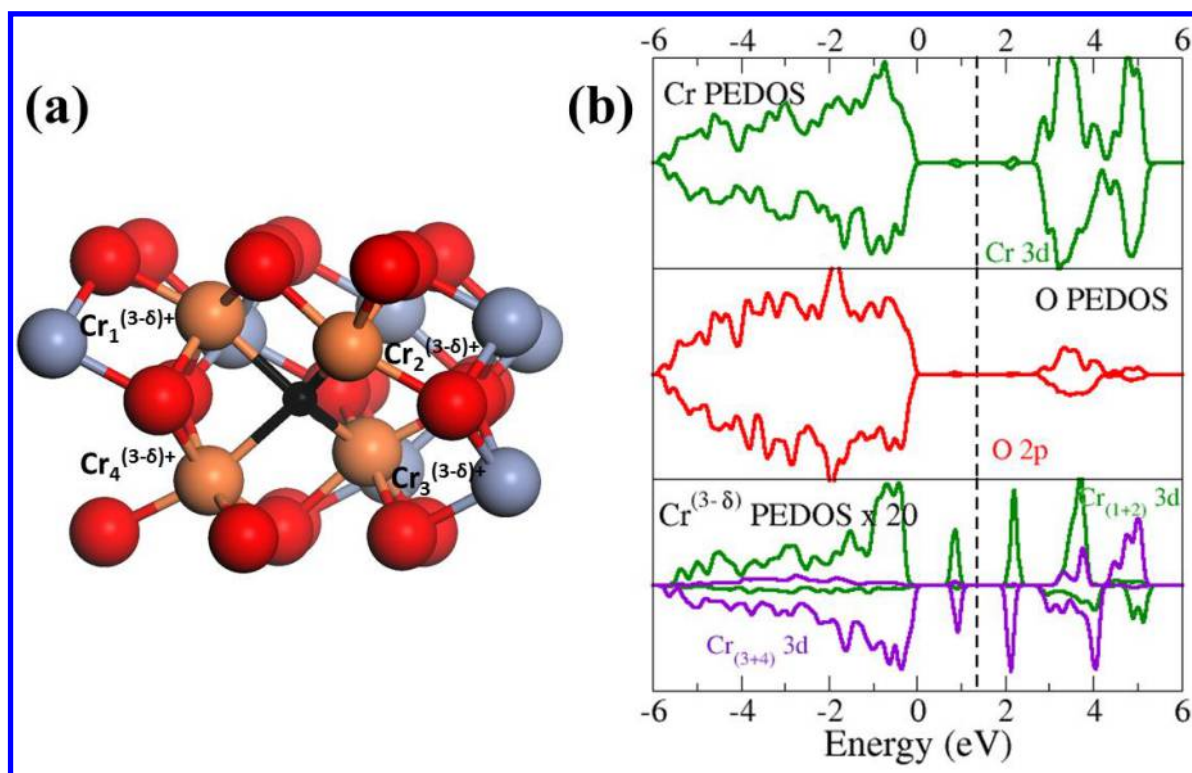 (a)
Cr₁⁽³⁻ᵟ⁾⁺
Cr₂⁽³⁻ᵟ⁾⁺
Cr₄⁽³⁻ᵟ⁾⁺
Cr₃⁽³⁻ᵟ⁾⁺
(b)
-6 -4 -2 0 2 4 6
Cr PEDOS
Cr 3d
O PEDOS
O 2p
Cr⁽³⁻ᵟ⁾ PEDOS x 20
Cr₍₁₊₂₎ 3d
Cr₍₃₊₄₎ 3d
-6 -4 -2 0 2 4 6
Energy (eV)